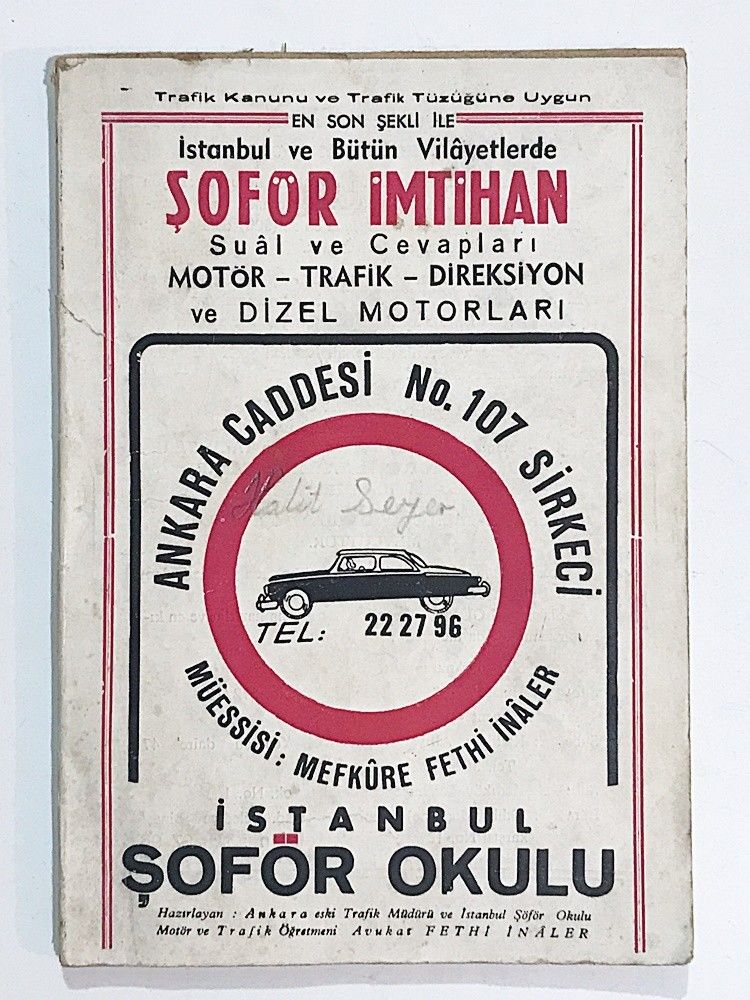 Trafik Kanunu ve Trafik Tüzüğüne Uygun
EN SON ŞEKLİ İLE
İstanbul ve Bütün Vilâyetlerde
ŞOFÖR İMTİHAN
Suâl ve Cevapları
MOTÖR – TRAFİK – DİREKSİYON
ve DİZEL MOTORLARI
ANKARA CADDESİ No. 107 SİRKECİ
Halit Seyer
TEL: 22 27 96
MÜESSİSİ: MEFKÛRE FETHİ İNÂLER
İSTANBUL
ŞOFÖR OKULU
Hazırlayan : Ankara eski Trafik Müdürü ve İstanbul Şöför Okulu
Motör ve Trafik Öğretmeni Avukat FETHİ İNÂLER